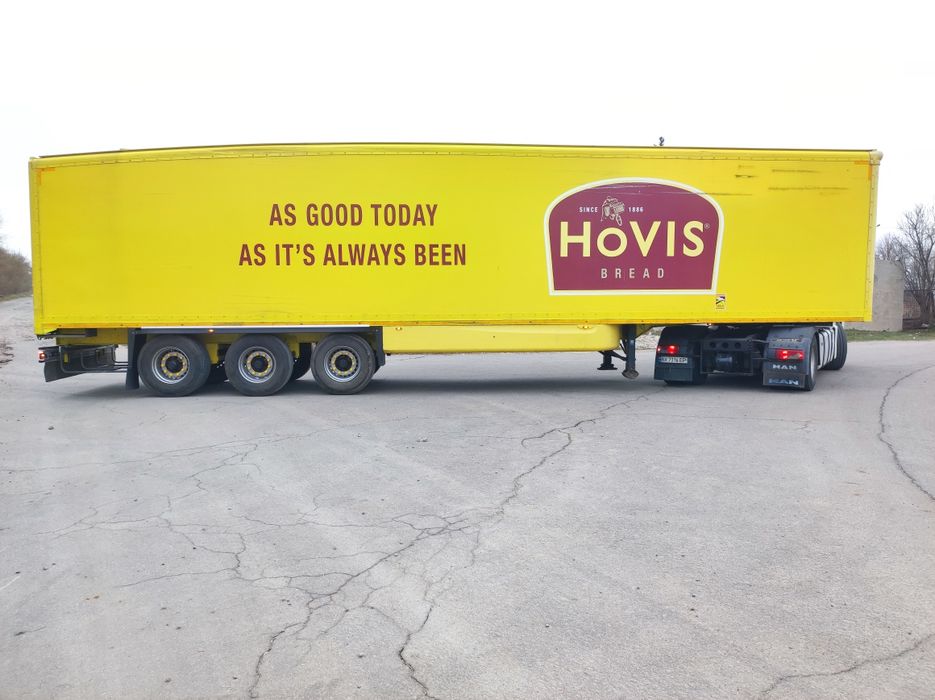 AS GOOD TODAY
AS IT'S ALWAYS BEEN
SINCE 1886
HOVIS®
BREAD
MAN
MAN